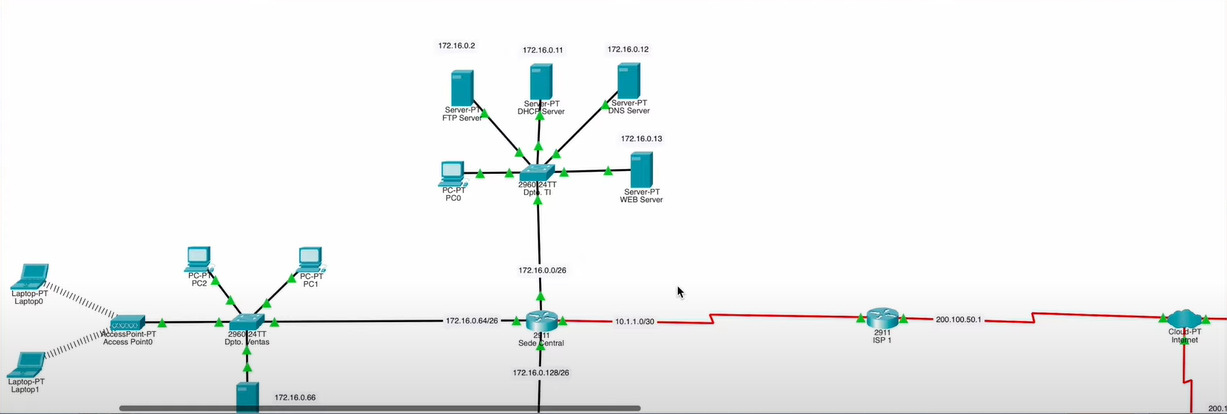 172.16.0.2
172.16.0.11
172.16.0.12
Server-PT
FTP Server
Server-PT
DHCP Server
Server-PT
DNS Server
172.16.0.13
PC-PT
PC0
2960-24TT
Dpto. TI
Server-PT
WEB Server
172.16.0.0/26
Laptop-PT
Laptop0
PC-PT
PC2
PC-PT
PC1
AccessPoint-PT
Access Point0
2960-24TT
Dpto. Ventas
172.16.0.64/26
2911
Sede Central
10.1.1.0/30
2911
ISP 1
200.100.50.1
Cloud-PT
Internet
172.16.0.128/26
Laptop-PT
Laptop1
172.16.0.66
200.